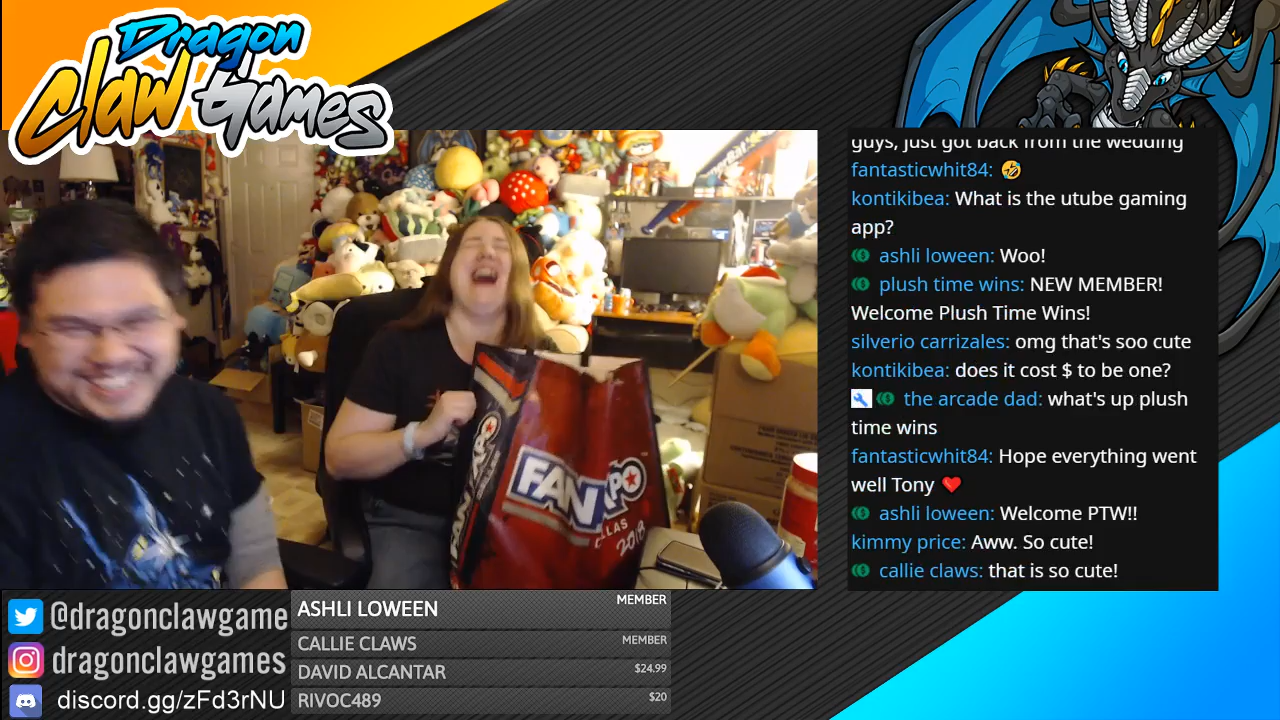 Dragon
Claw Games
guys, just got back from the wedding
fantasticwhit84: 🤣
kontikibea: What is the utube gaming
app?
ashli loween: Woo!
plush time wins: NEW MEMBER!
Welcome Plush Time Wins!
silverio carrizales: omg that's soo cute
kontikibea: does it cost $ to be one?
the arcade dad: what's up plush
time wins
fantasticwhit84: Hope everything went
well Tony ❤️
ashli loween: Welcome PTW!!
kimmy price: Aww. So cute!
callie claws: that is so cute!
FAN
FAN EXPO
DALLAS
2018
@dragonclawgame
dragonclawgames
discord.gg/zFd3rNU
ASHLI LOWEEN MEMBER
CALLIE CLAWS MEMBER
DAVID ALCANTAR $24.99
RIVOC489 $20